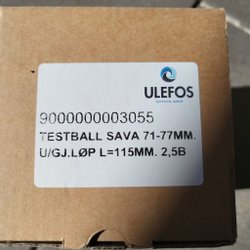 ULEFOS
9000000003055
TESTBALL SAVA 71-77MM.
U/GJ.LØP L=115MM. 2,5B